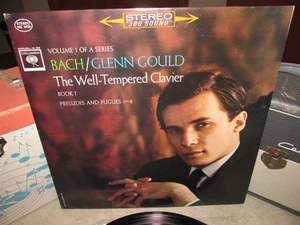 STEREO
"360 SOUND"
VOLUME 1 OF A SERIES
BACH/GLENN GOULD
The Well-Tempered Clavier
BOOK I
PRELUDES AND FUGUES 1-8